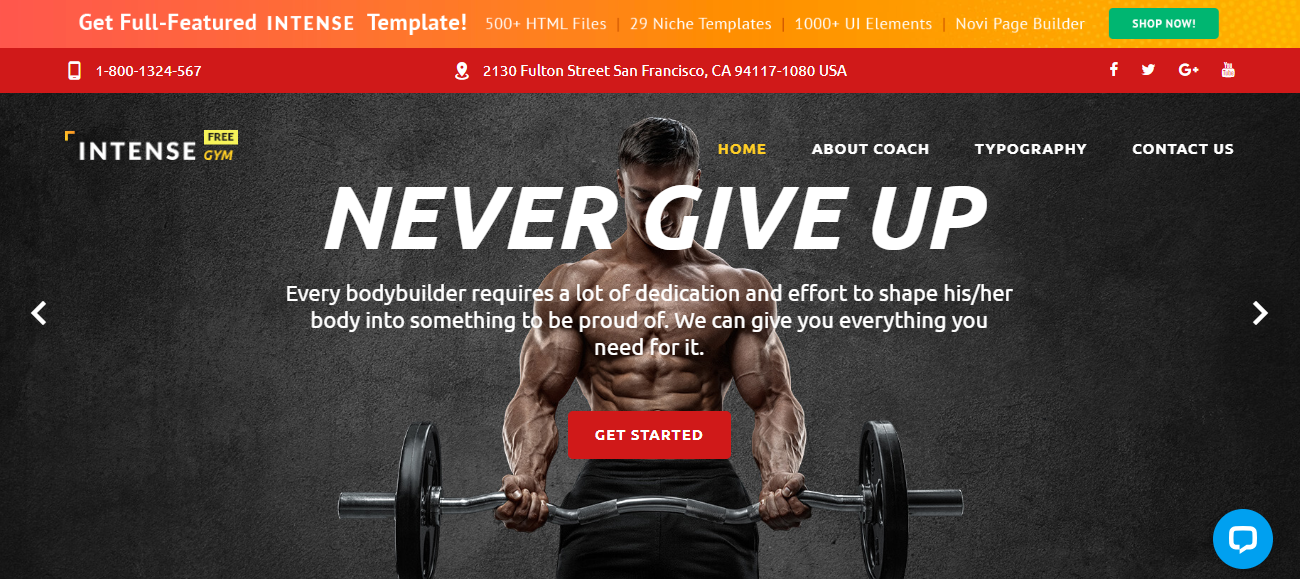 Get Full-Featured INTENSE Template! 500+ HTML Files | 29 Niche Templates | 1000+ UI Elements | Novi Page Builder SHOP NOW!
1-800-1324-567 2130 Fulton Street San Francisco, CA 94117-1080 USA f G+ You Tube
INTENSE FREE GYM HOME ABOUT COACH TYPOGRAPHY CONTACT US
NEVER GIVE UP
Every bodybuilder requires a lot of dedication and effort to shape his/her
body into something to be proud of. We can give you everything you
need for it.
GET STARTED